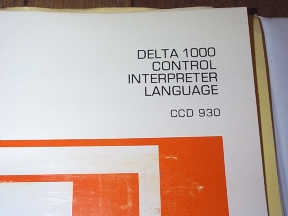 DELTA 1000
CONTROL
INTERPRETER
LANGUAGE
CCD 930